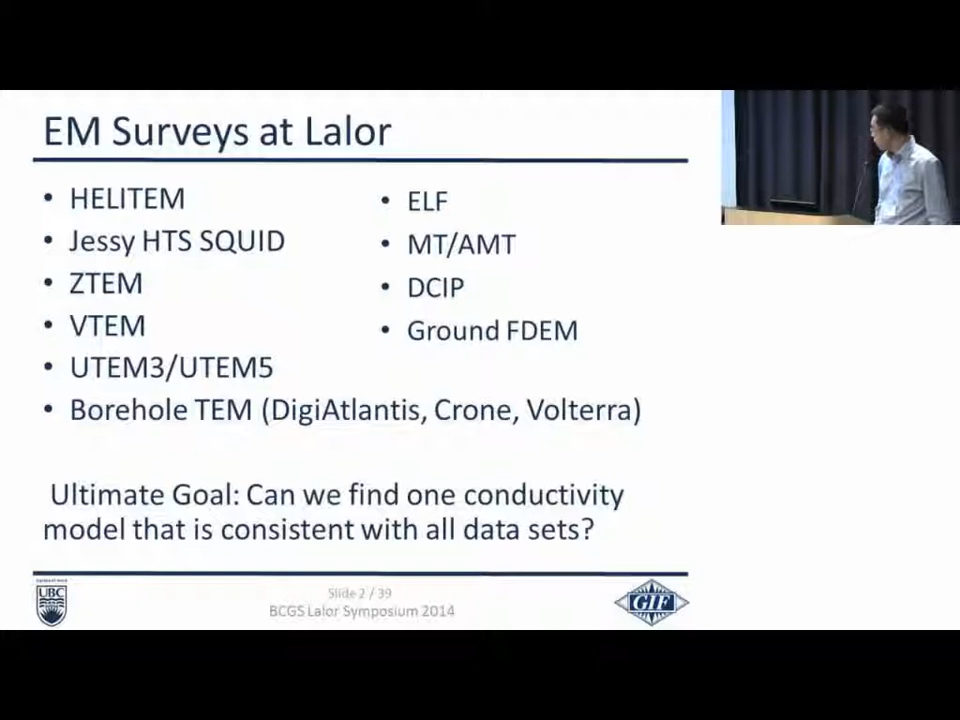 EM Surveys at Lalor
• HELITEM
• Jessy HTS SQUID
• ZTEM
• VTEM
• UTEM3/UTEM5
• Borehole TEM (DigiAtlantis, Crone, Volterra)
• ELF
• MT/AMT
• DCIP
• Ground FDEM
Ultimate Goal: Can we find one conductivity
model that is consistent with all data sets?
UBC
Slide 2 / 39
BCGS Lalor Symposium 2014
GIF